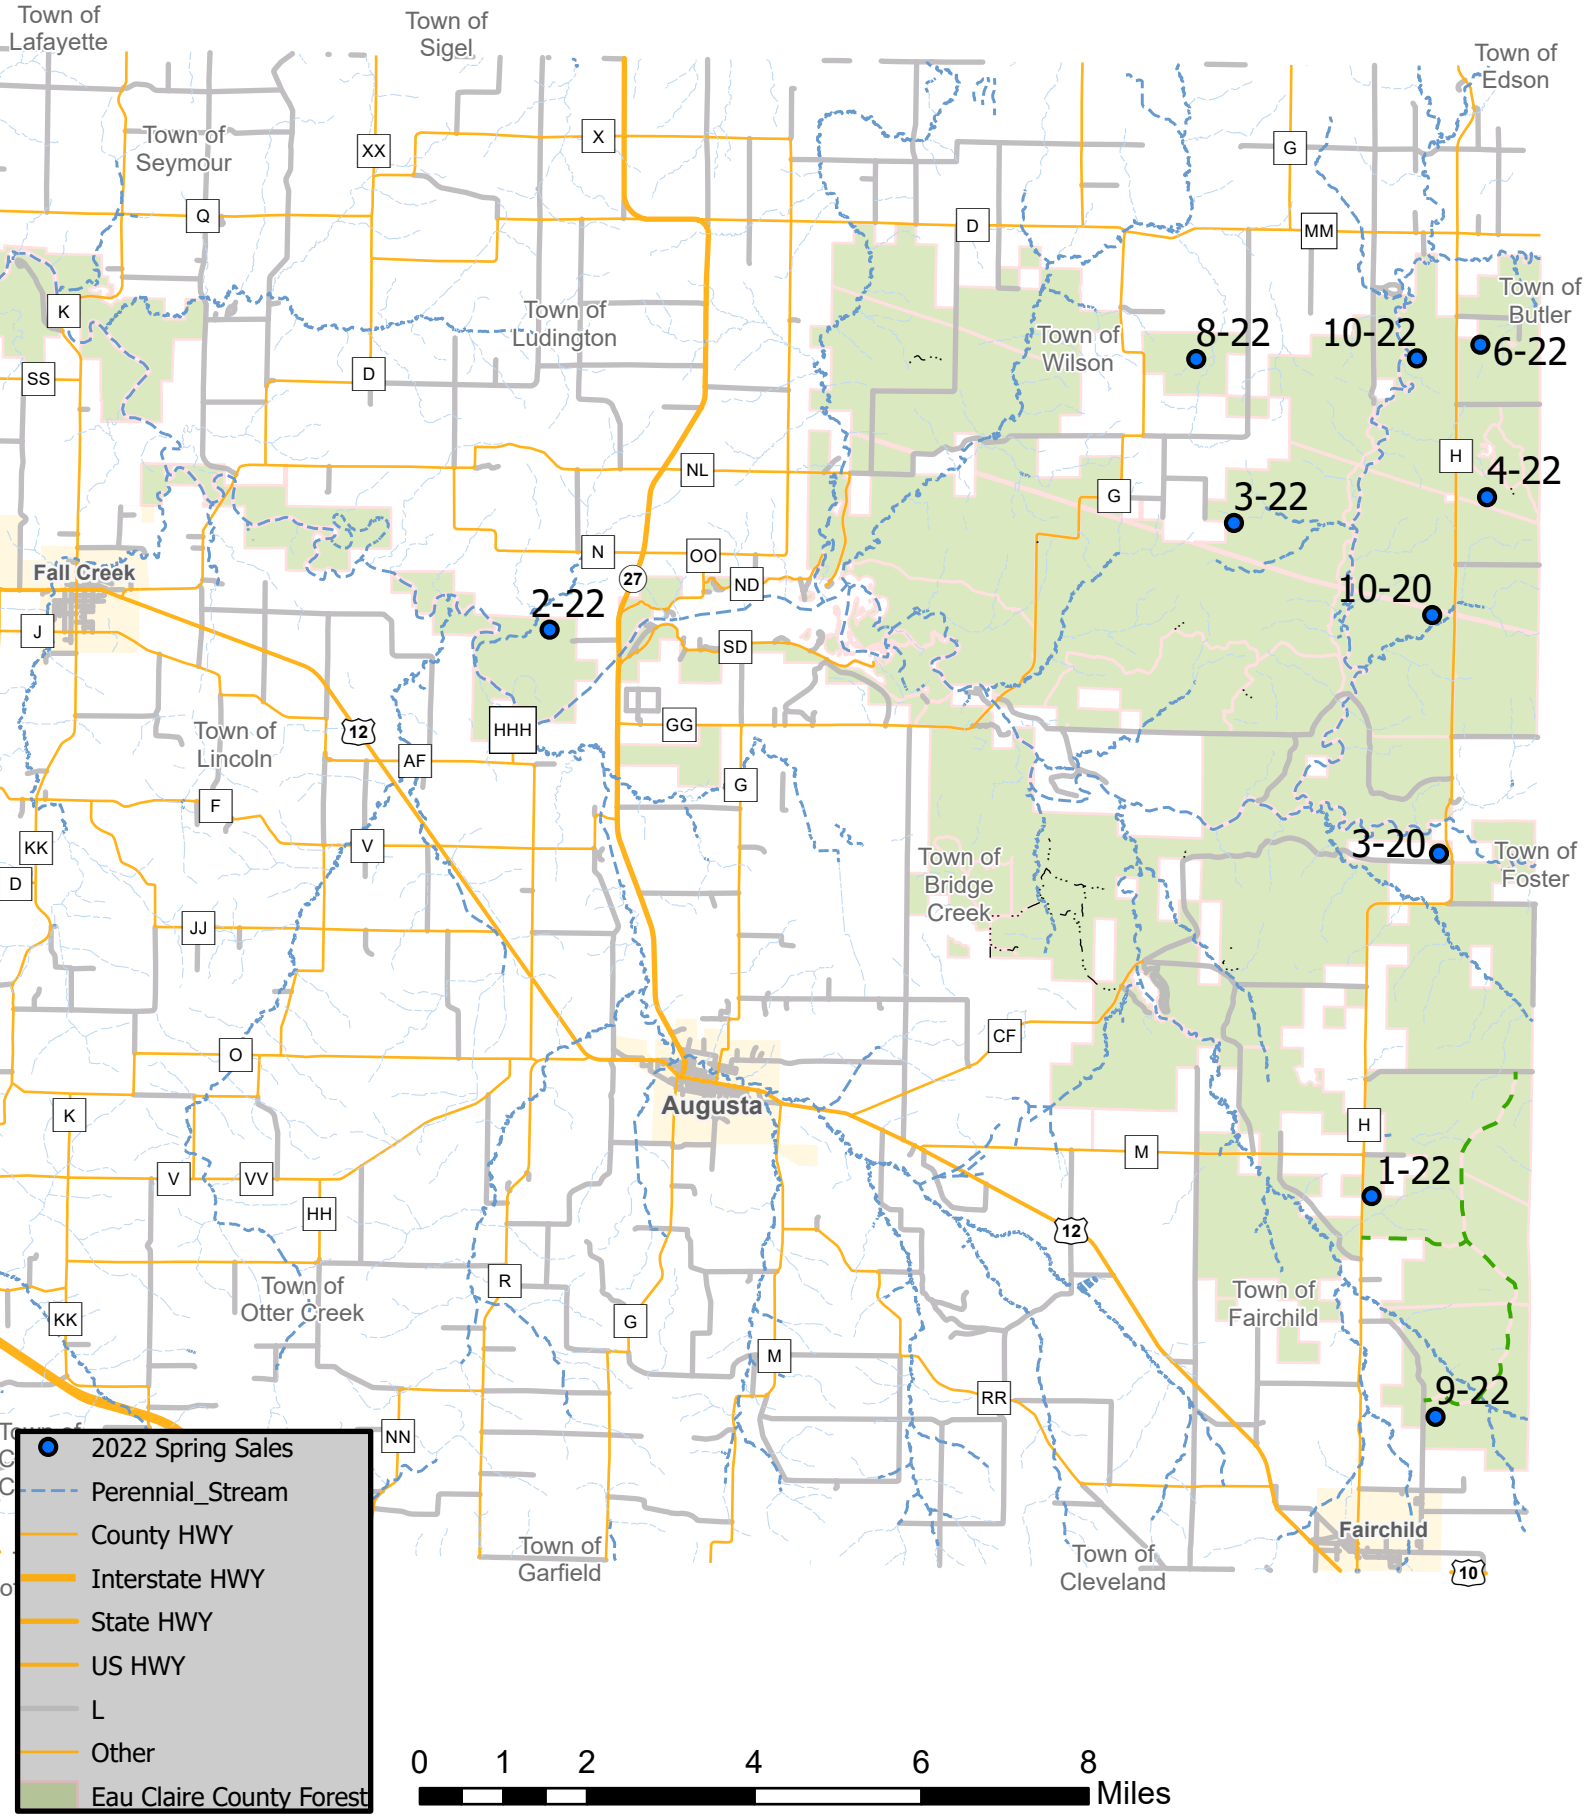 Town of
Lafayette
Town of
Sigel
Town of
Edson
Town of
Seymour
XX
X
G
Q
D
MM
K
Town of
Ludington
Town of
Butler
Town of
Wilson
8-22
10-22
6-22
SS
D
H
NL
4-22
G
3-22
N
OO
27
ND
Fall Creek
10-20
2-22
J
SD
HHH
GG
12
Town of
Lincoln
AF
G
F
V
KK
3-20
Town of
Foster
Town of
Bridge
Creek
D
JJ
CF
O
Augusta
K
H
M
V
VV
1-22
HH
12
R
Town of
Otter Creek
Town of
Fairchild
KK
G
M
RR
9-22
NN
Town of
C
C
2022 Spring Sales
Perennial_Stream
County HWY
Interstate HWY
State HWY
US HWY
L
Other
Eau Claire County Forest
Fairchild
Town of
Garfield
Town of
Cleveland
10
0 1 2 4 6 8
Miles